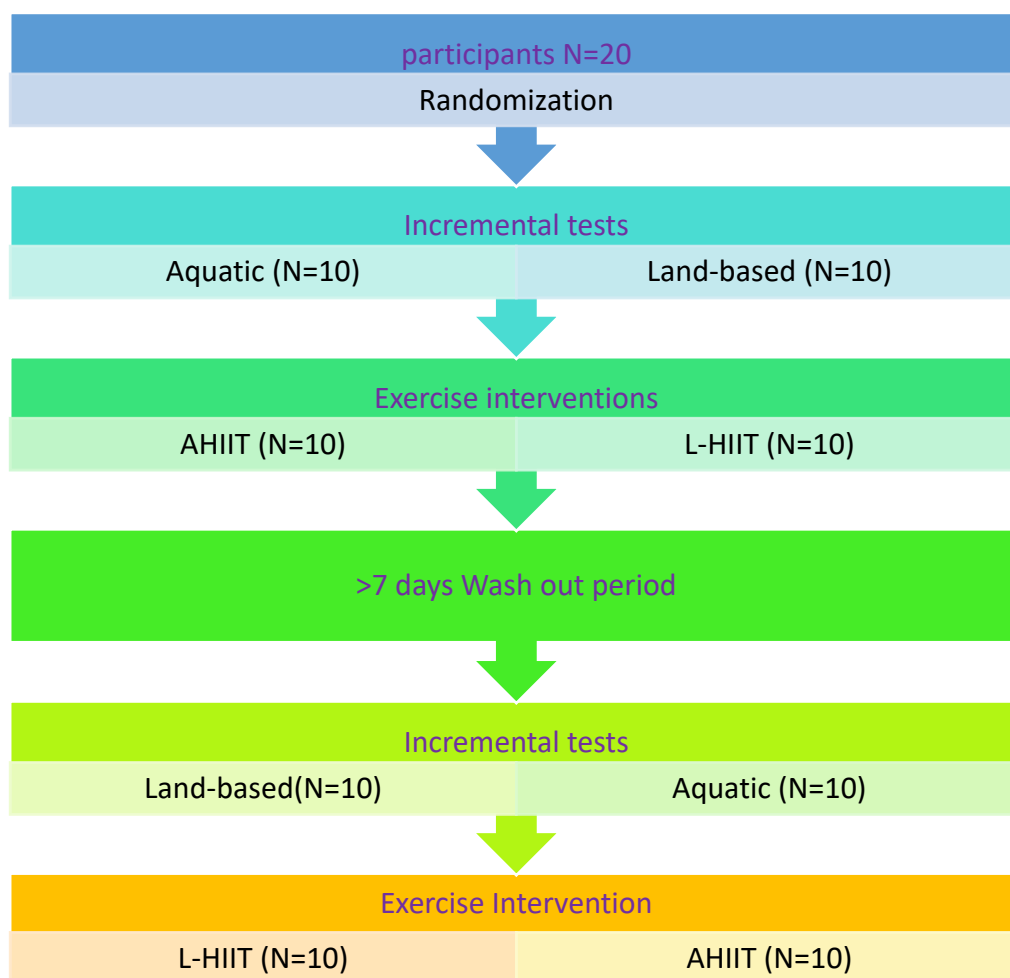 participants N=20
Randomization
Incremental tests
Aquatic (N=10)
Land-based (N=10)
Exercise interventions
AHIIT (N=10)
L-HIIT (N=10)
>7 days Wash out period
Incremental tests
Land-based(N=10)
Aquatic (N=10)
Exercise Intervention
L-HIIT (N=10)
AHIIT (N=10)